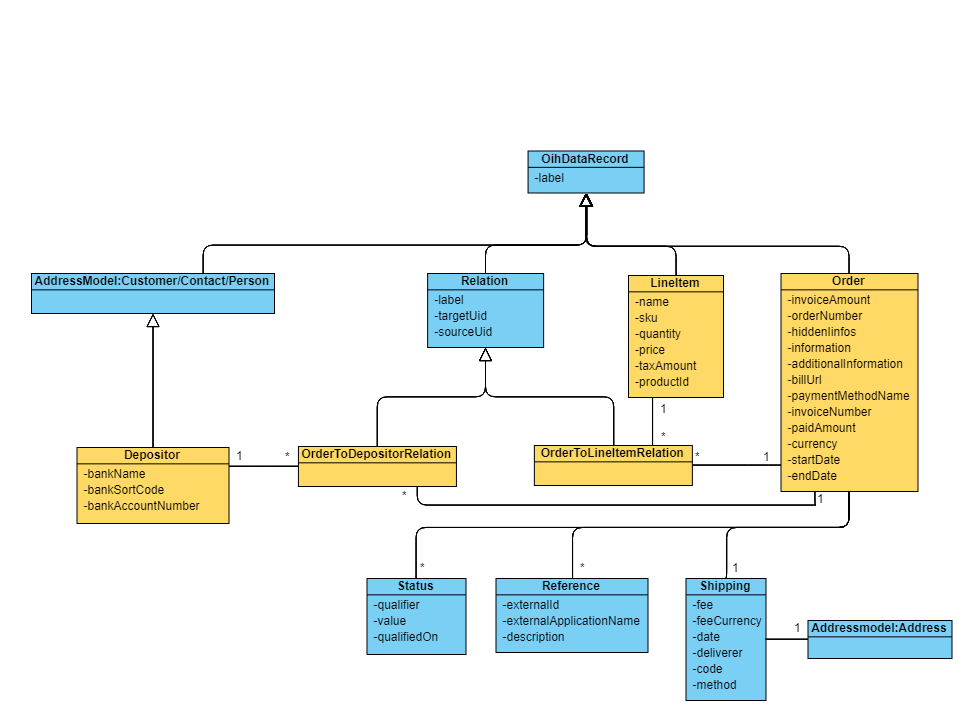 OihDataRecord
-label
AddressModel:Customer/Contact/Person
Relation
-label
-targetUid
-sourceUid
LineItem
-name
-sku
-quantity
-price
-taxAmount
-productId
Order
-invoiceAmount
-orderNumber
-hiddenIinfos
-information
-additionalInformation
-billUrl
-paymentMethodName
-invoiceNumber
-paidAmount
-currency
-startDate
-endDate
1
*
Depositor
-bankName
-bankSortCode
-bankAccountNumber
1
*
OrderToDepositorRelation
*
OrderToLineItemRelation
*
1
1
*
*
1
Status
-qualifier
-value
-qualifiedOn
Reference
-externalId
-externalApplicationName
-description
Shipping
-fee
-feeCurrency
-date
-deliverer
-code
-method
1
Addressmodel:Address